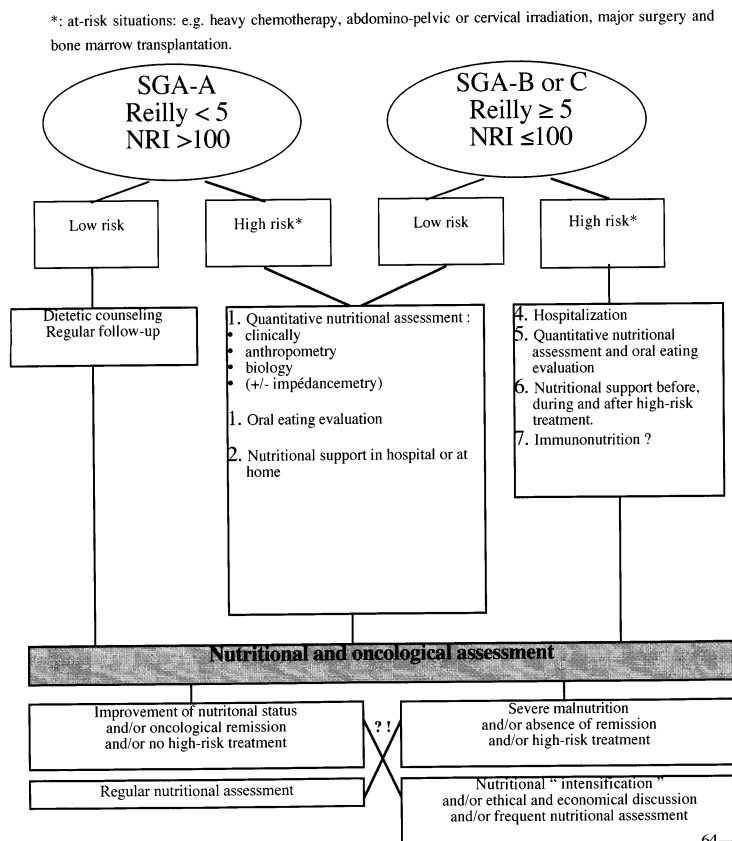 *: at-risk situations: e.g. heavy chemotherapy, abdomino-pelvic or cervical irradiation, major surgery and
bone marrow transplantation.
SGA-A
Reilly < 5
NRI >100
SGA-B or C
Reilly ≥ 5
NRI ≤100
Low risk
High risk*
Low risk
High risk*
Dietetic counseling
Regular follow-up
1. Quantitative nutritional assessment :
• clinically
• anthropometry
• biology
• (+/- impédancemetry)
1. Oral eating evaluation
2. Nutritional support in hospital or at
home
4. Hospitalization
5. Quantitative nutritional
assessment and oral eating
evaluation
6. Nutritional support before,
during and after high-risk
treatment.
7. Immunonutrition ?
Nutritional and oncological assessment
Improvement of nutritonal status
and/or oncological remission
and/or no high-risk treatment
? !
Severe malnutrition
and/or absence of remission
and/or high-risk treatment
Regular nutritional assessment
Nutritional “ intensification ”
and/or ethical and economical discussion
and/or frequent nutritional assessment
64